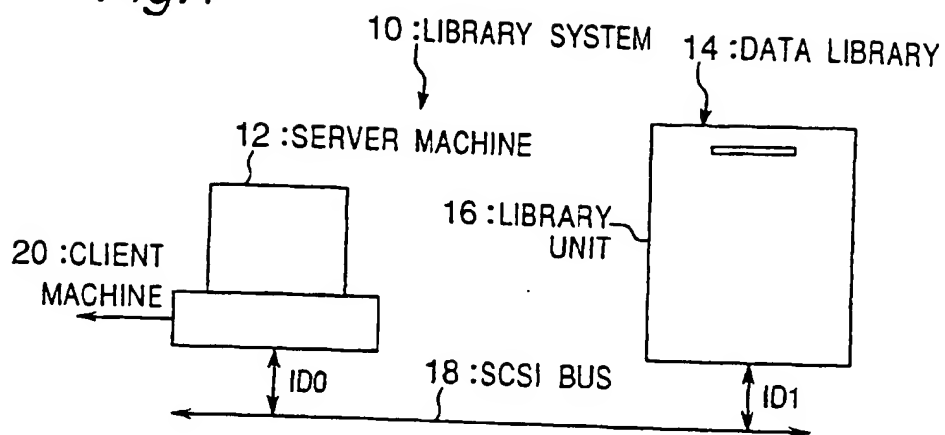 10 :LIBRARY SYSTEM
14 :DATA LIBRARY
12 :SERVER MACHINE
16 :LIBRARY
UNIT
20 :CLIENT
MACHINE
ID0
18 :SCSI BUS
ID1